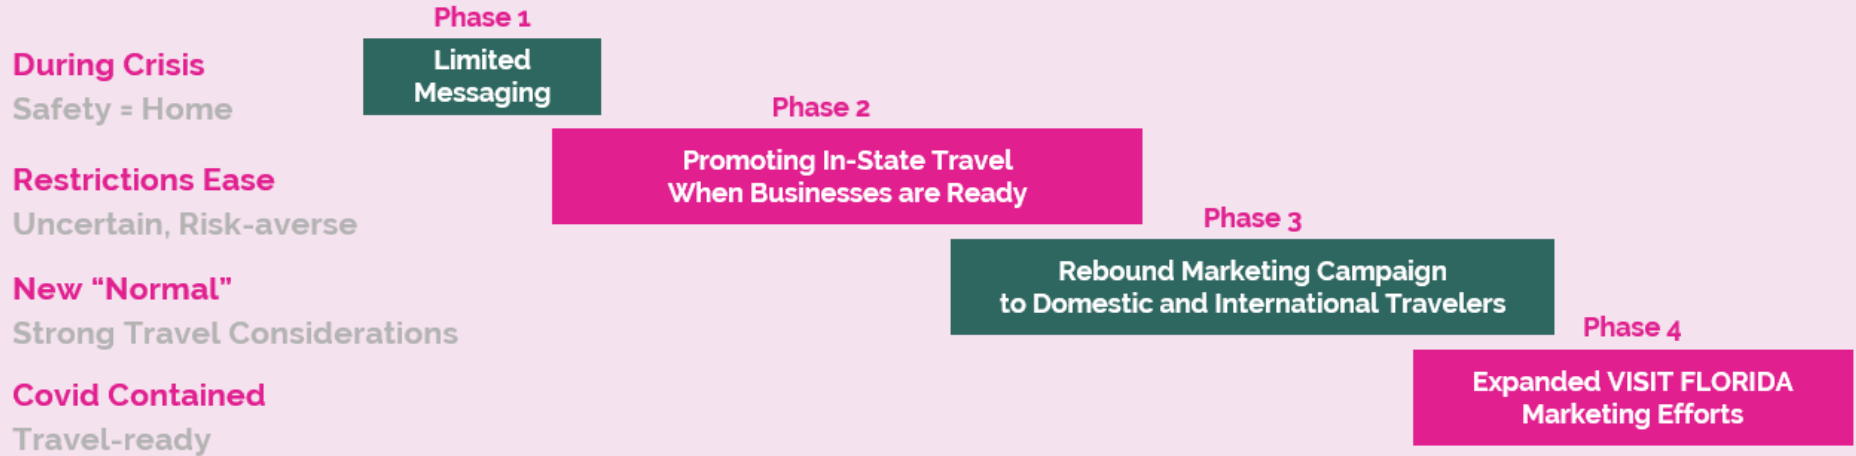 Phase 1
During Crisis
Safety = Home
Limited
Messaging
Phase 2
Restrictions Ease
Uncertain, Risk-averse
Promoting In-State Travel
When Businesses are Ready
Phase 3
New “Normal”
Strong Travel Considerations
Rebound Marketing Campaign
to Domestic and International Travelers
Phase 4
Covid Contained
Travel-ready
Expanded VISIT FLORIDA
Marketing Efforts